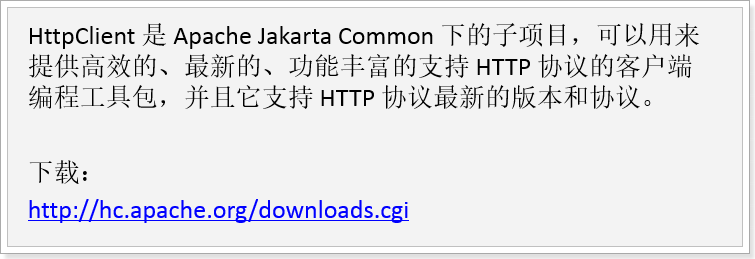 HttpClient 是 Apache Jakarta Common 下的子项目，可以用来
提供高效的、最新的、功能丰富的支持 HTTP 协议的客户端
编程工具包，并且它支持 HTTP 协议最新的版本和协议。
下载：
http://hc.apache.org/downloads.cgi